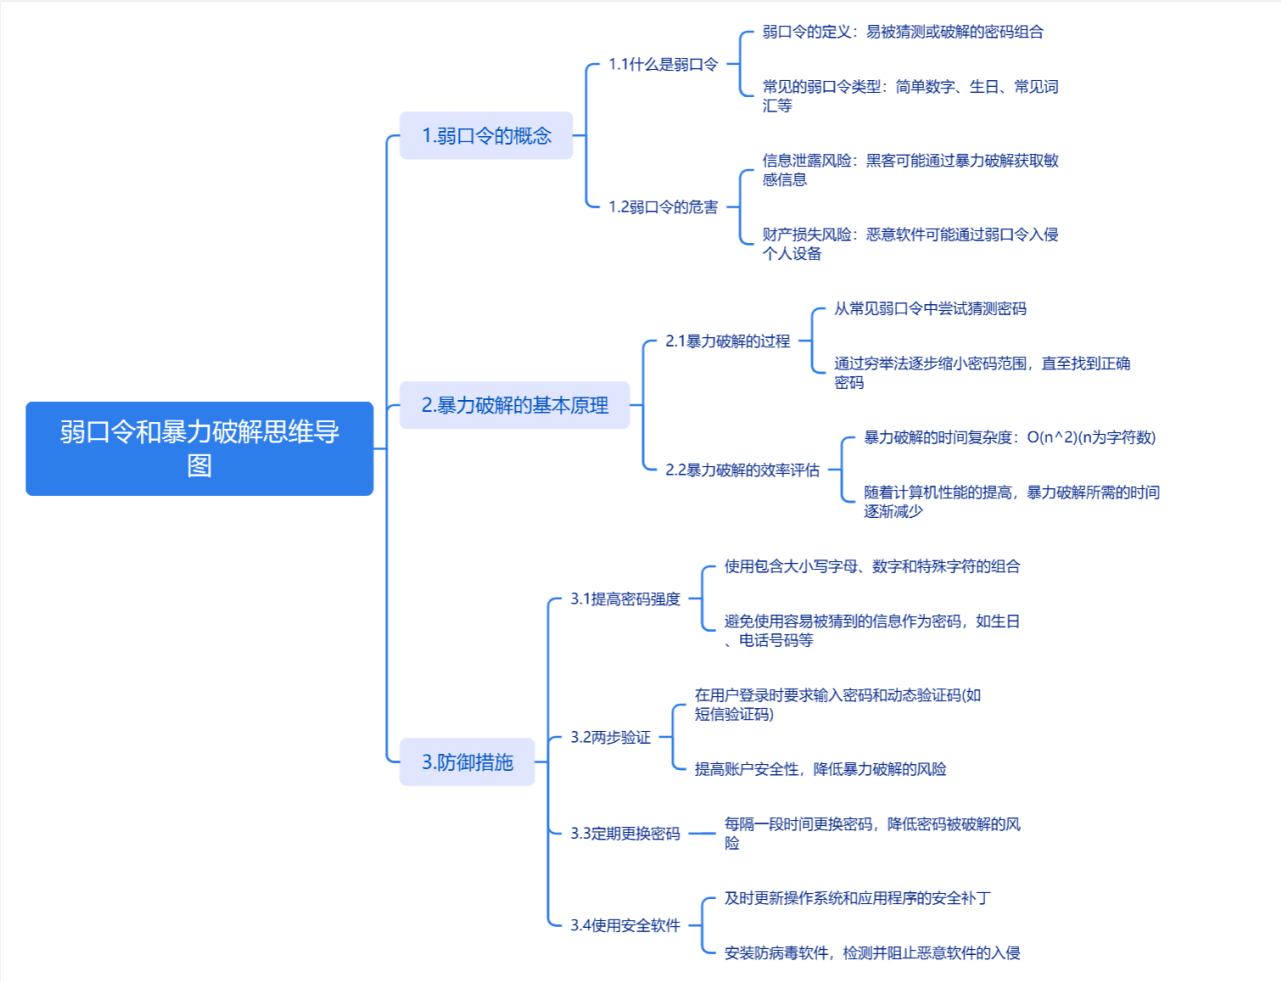 弱口令和暴力破解思维导
图
1.弱口令的概念
1.1什么是弱口令
弱口令的定义：易被猜测或破解的密码组合
常见的弱口令类型：简单数字、生日、常见词
汇等
1.2弱口令的危害
信息泄露风险：黑客可能通过暴力破解获取敏
感信息
财产损失风险：恶意软件可能通过弱口令入侵
个人设备
2.暴力破解的基本原理
2.1暴力破解的过程
从常见弱口令中尝试猜测密码
通过穷举法逐步缩小密码范围，直至找到正确
密码
2.2暴力破解的效率评估
暴力破解的时间复杂度：O(n^2)(n为字符数)
随着计算机性能的提高，暴力破解所需的时间
逐渐减少
3.防御措施
3.1提高密码强度
使用包含大小写字母、数字和特殊字符的组合
避免使用容易被猜到的信息作为密码，如生日
、电话号码等
3.2两步验证
在用户登录时要求输入密码和动态验证码(如
短信验证码)
提高账户安全性，降低暴力破解的风险
3.3定期更换密码
每隔一段时间更换密码，降低密码被破解的风
险
3.4使用安全软件
及时更新操作系统和应用程序的安全补丁
安装防病毒软件，检测并阻止恶意软件的入侵